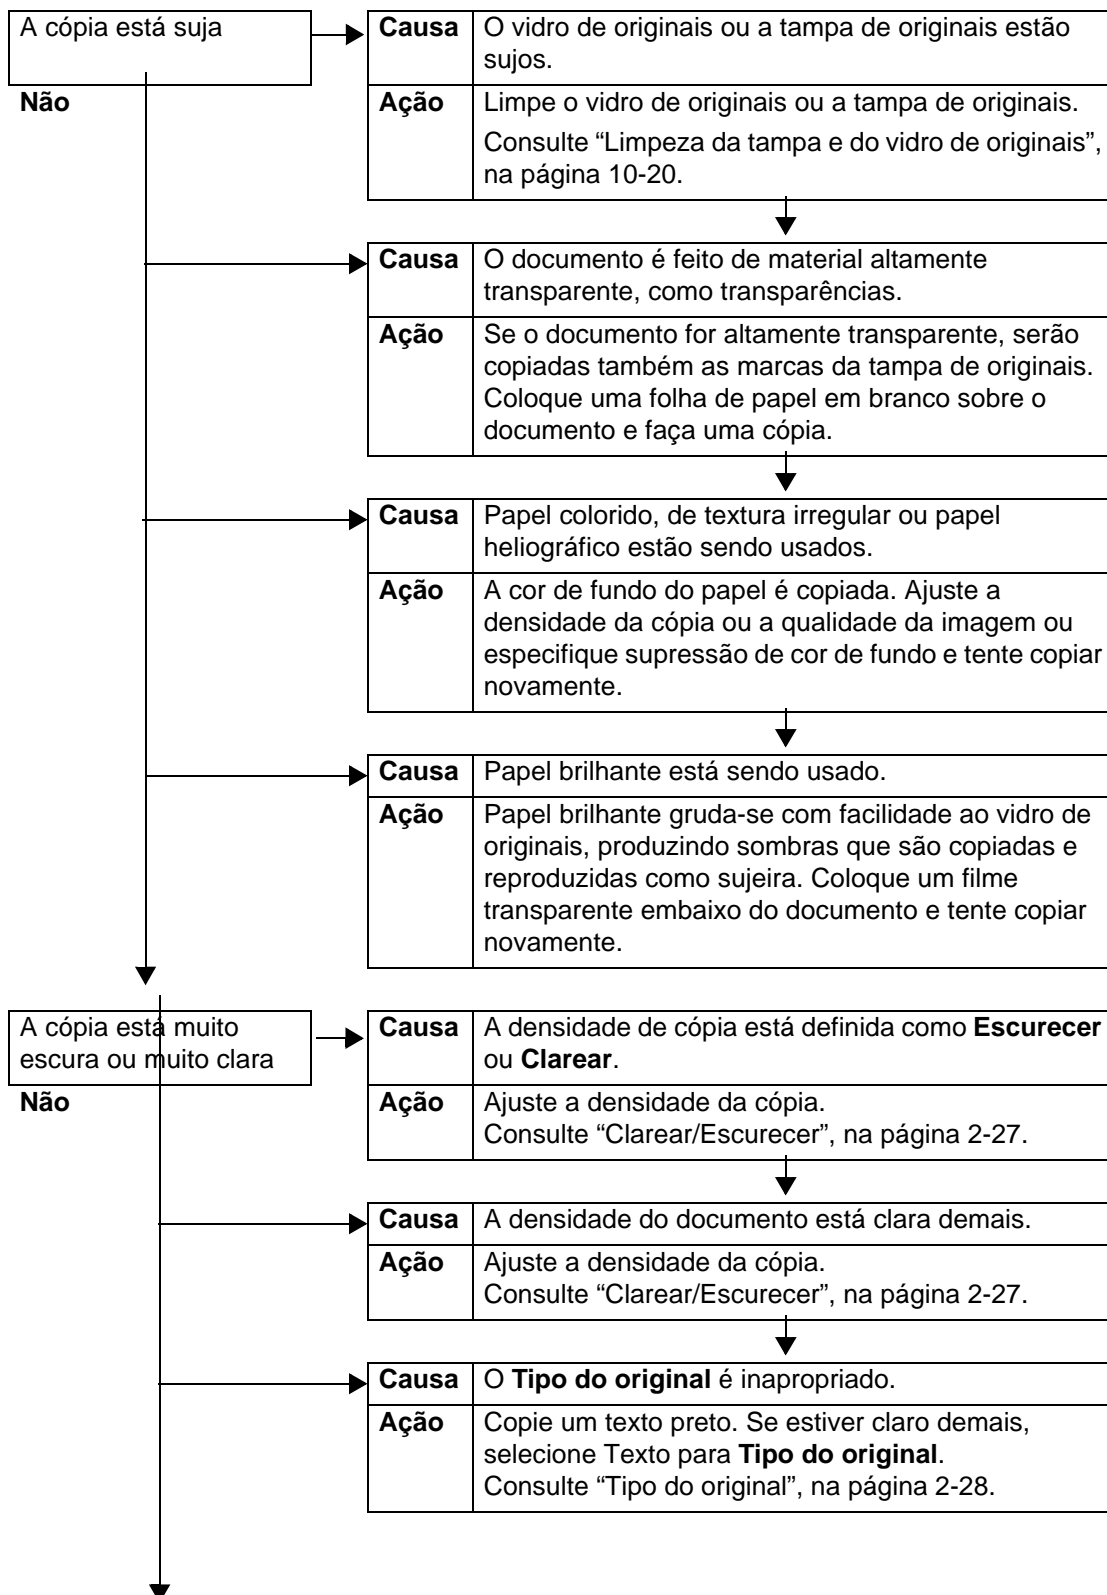 A cópia está suja
Não
Causa O vidro de originais ou a tampa de originais estão
sujos.
Ação Limpe o vidro de originais ou a tampa de originais.
Consulte “Limpeza da tampa e do vidro de originais”,
na página 10-20.
Causa O documento é feito de material altamente
transparente, como transparências.
Ação Se o documento for altamente transparente, serão
copiadas também as marcas da tampa de originais.
Coloque uma folha de papel em branco sobre o
documento e faça uma cópia.
Causa Papel colorido, de textura irregular ou papel
heliográfico estão sendo usados.
Ação A cor de fundo do papel é copiada. Ajuste a
densidade da cópia ou a qualidade da imagem ou
especifique supressão de cor de fundo e tente copiar
novamente.
Causa Papel brilhante está sendo usado.
Ação Papel brilhante gruda-se com facilidade ao vidro de
originais, produzindo sombras que são copiadas e
reproduzidas como sujeira. Coloque um filme
transparente embaixo do documento e tente copiar
novamente.
A cópia está muito
escura ou muito clara
Não
Causa A densidade de cópia está definida como Escurecer
ou Clarear.
Ação Ajuste a densidade da cópia.
Consulte “Clarear/Escurecer”, na página 2-27.
Causa A densidade do documento está clara demais.
Ação Ajuste a densidade da cópia.
Consulte “Clarear/Escurecer”, na página 2-27.
Causa O Tipo do original é inapropriado.
Ação Copie um texto preto. Se estiver claro demais,
selecione Texto para Tipo do original.
Consulte “Tipo do original”, na página 2-28.